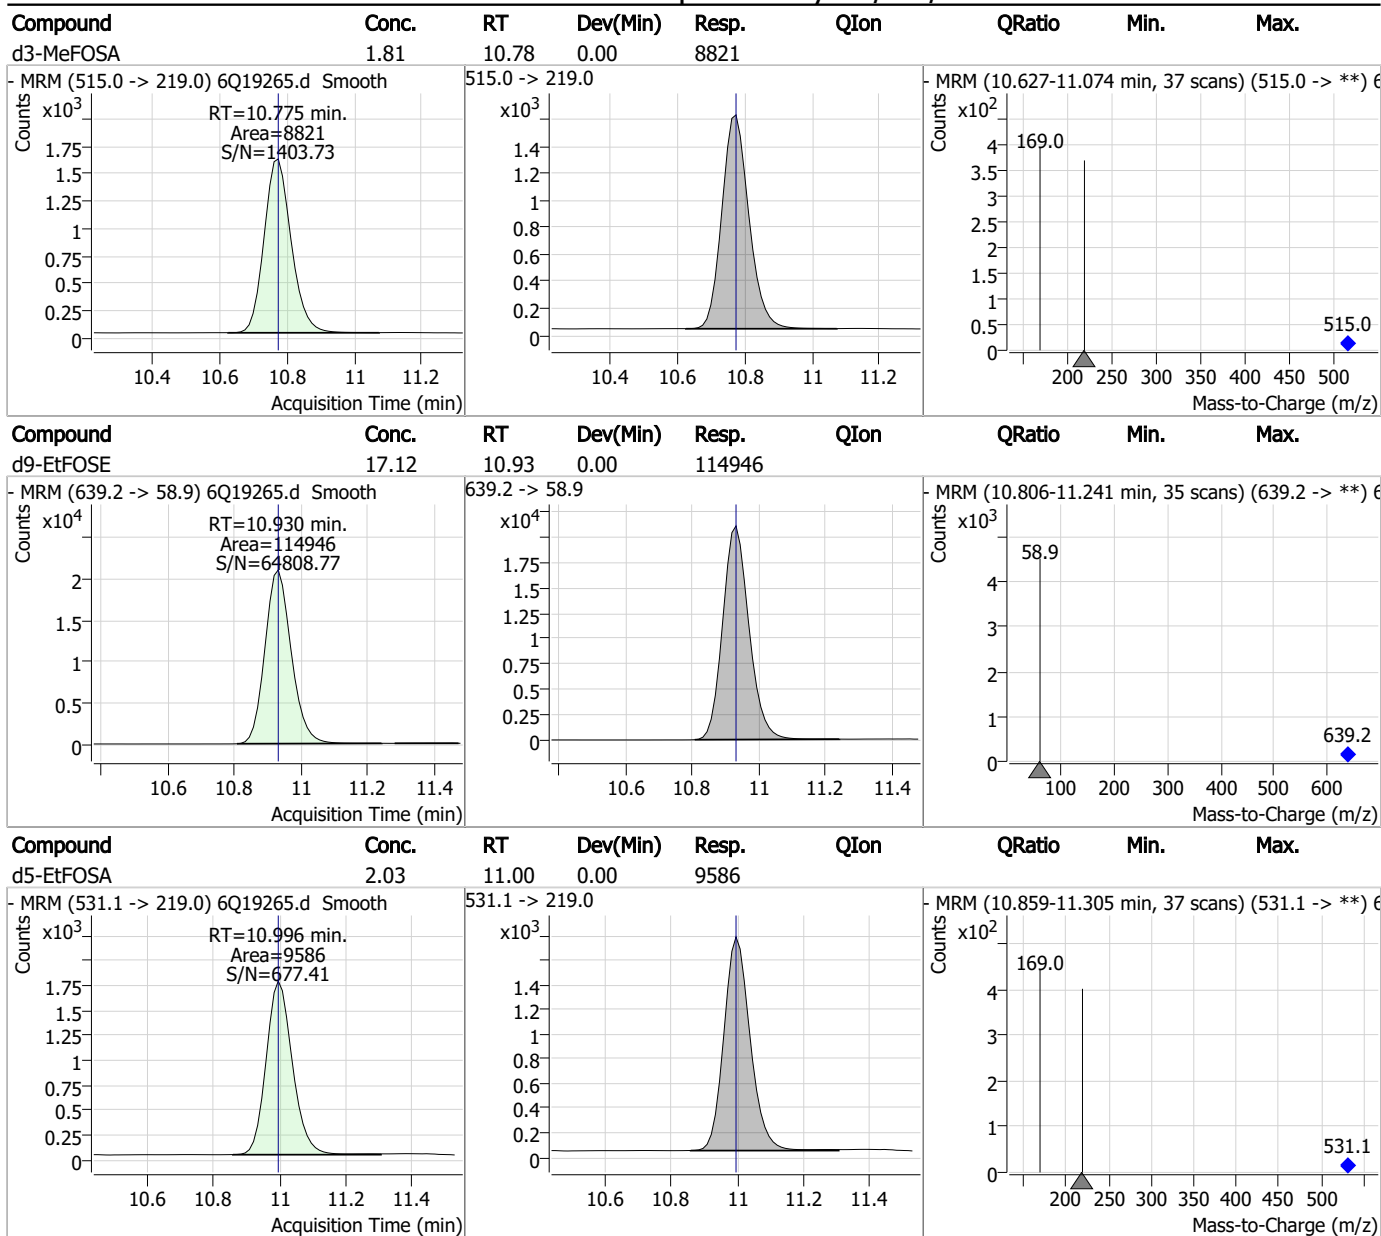 Compound Conc. RT Dev(Min) Resp. QIon QRatio Min. Max.
d3-MeFOSA 1.81 10.78 0.00 8821
- MRM (515.0 -> 219.0) 6Q19265.d Smooth
515.0 -> 219.0
- MRM (10.627-11.074 min, 37 scans) (515.0 -> **) 6
Counts
x10³
RT=10.775 min.
Area=8821
S/N=1403.73
1.75
1.5
1.25
1
0.75
0.5
0.25
0
10.4 10.6 10.8 11 11.2
Acquisition Time (min)
x10³
1.4
1.2
1
0.8
0.6
0.4
0.2
0
10.4 10.6 10.8 11 11.2
Counts
x10²
169.0
4
3.5
3
2.5
2
1.5
1
0.5
0
515.0
200 250 300 350 400 450 500
Mass-to-Charge (m/z)
Compound Conc. RT Dev(Min) Resp. QIon QRatio Min. Max.
d9-EtFOSE 17.12 10.93 0.00 114946
- MRM (639.2 -> 58.9) 6Q19265.d Smooth
639.2 -> 58.9
- MRM (10.806-11.241 min, 35 scans) (639.2 -> **) 6
Counts
x10⁴
RT=10.930 min.
Area=114946
S/N=64808.77
2
1.5
1
0.5
0
10.6 10.8 11 11.2 11.4
Acquisition Time (min)
x10⁴
1.75
1.5
1.25
1
0.75
0.5
0.25
0
10.6 10.8 11 11.2 11.4
Counts
x10³
58.9
4
3
2
1
0
639.2
100 200 300 400 500 600
Mass-to-Charge (m/z)
Compound Conc. RT Dev(Min) Resp. QIon QRatio Min. Max.
d5-EtFOSA 2.03 11.00 0.00 9586
- MRM (531.1 -> 219.0) 6Q19265.d Smooth
531.1 -> 219.0
- MRM (10.859-11.305 min, 37 scans) (531.1 -> **) 6
Counts
x10³
RT=10.996 min.
Area=9586
S/N=677.41
1.75
1.5
1.25
1
0.75
0.5
0.25
0
10.6 10.8 11 11.2 11.4
Acquisition Time (min)
x10³
1.4
1.2
1
0.8
0.6
0.4
0.2
0
10.6 10.8 11 11.2 11.4
Counts
x10²
169.0
4
3
2
1
0
531.1
200 250 300 350 400 450 500
Mass-to-Charge (m/z)